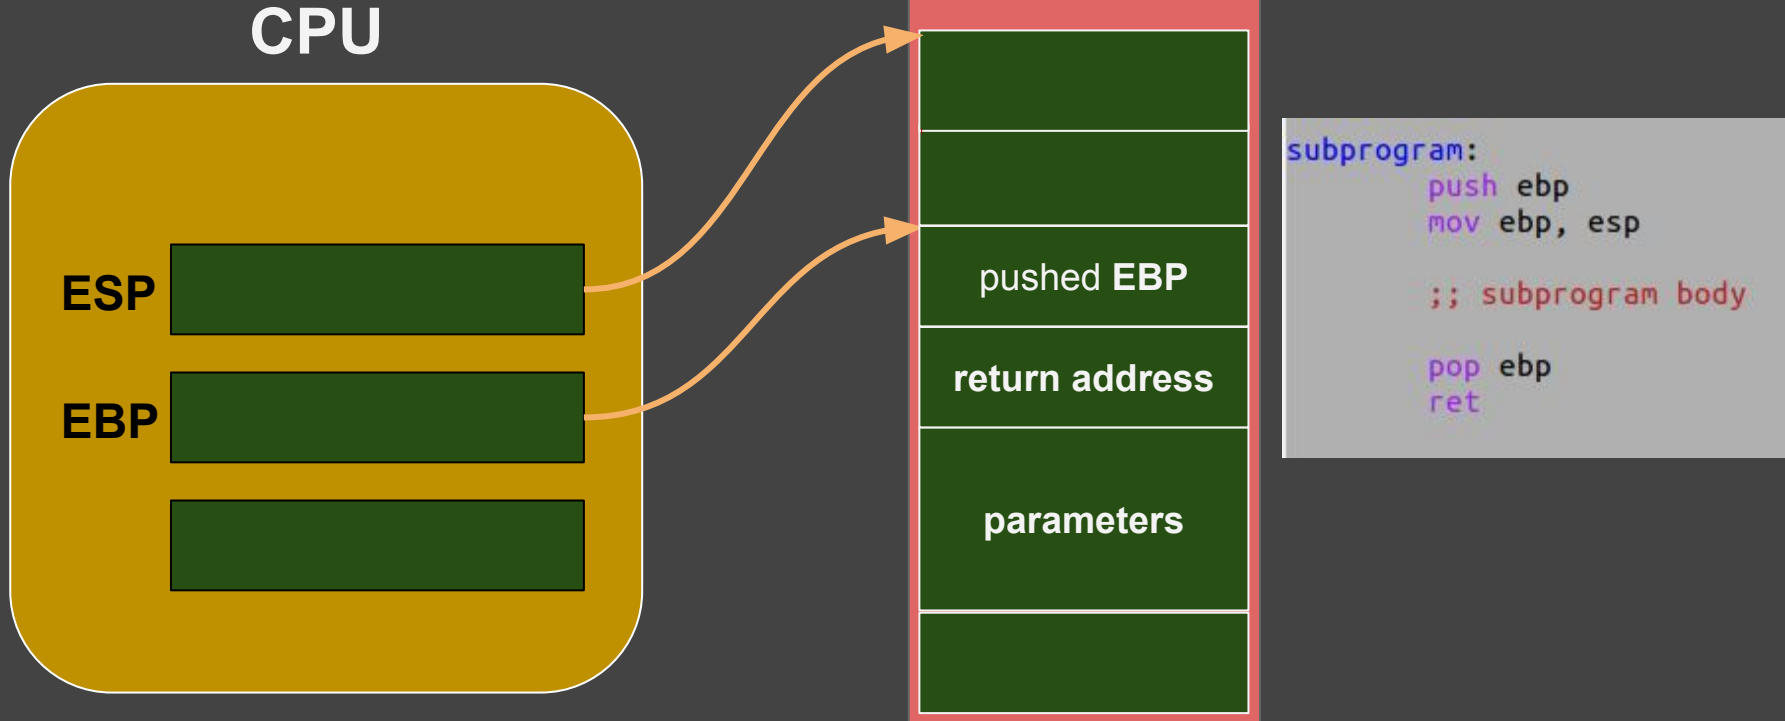 CPU
ESP
EBP
pushed EBP
return address
parameters
subprogram:
push ebp
mov ebp, esp
;; subprogram body
pop ebp
ret